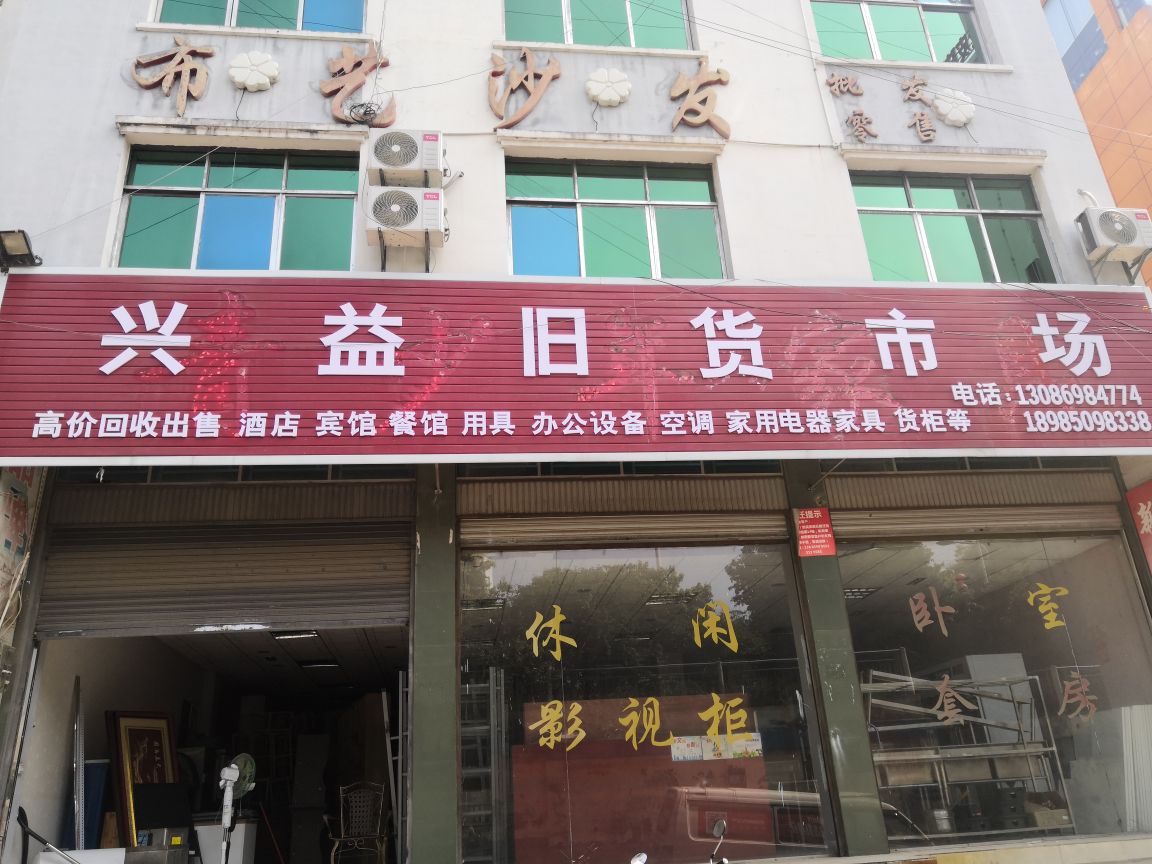 布艺沙发
批发
零售
TCL
TCL
兴益旧货市场
电话:13086984774
18985098338
高价回收出售 酒店 宾馆 餐馆 用具 办公设备 空调 家用电器家具 货柜等
休闲
影视柜
卧室
套房